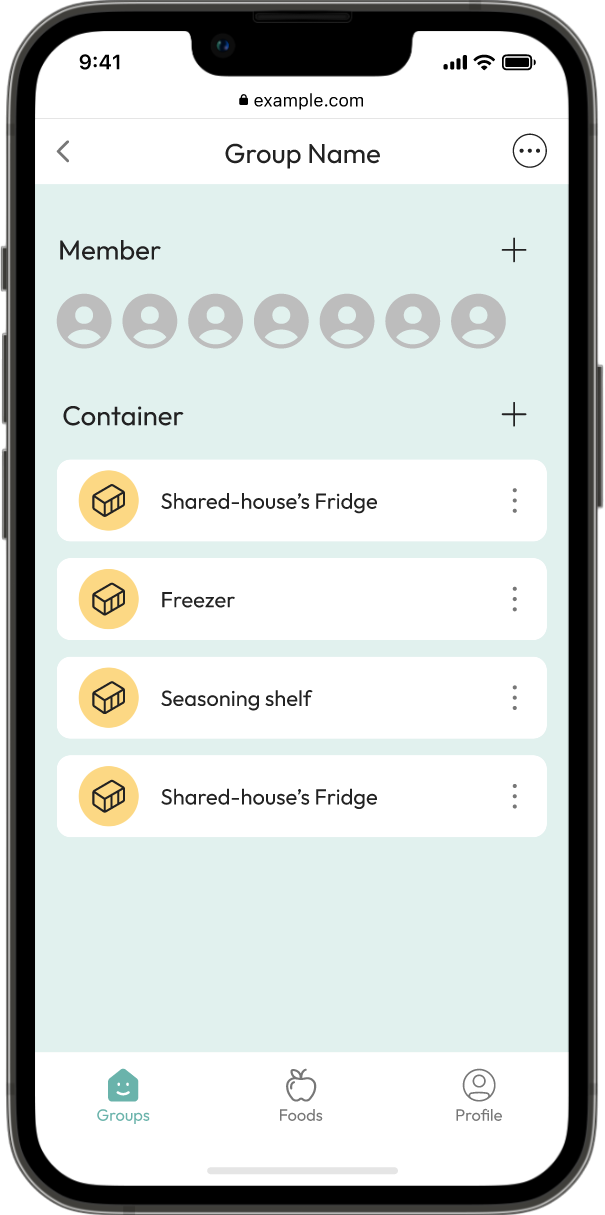 9:41
example.com
Group Name
Member
Container
Shared-house’s Fridge
Freezer
Seasoning shelf
Shared-house’s Fridge
Groups
Foods
Profile